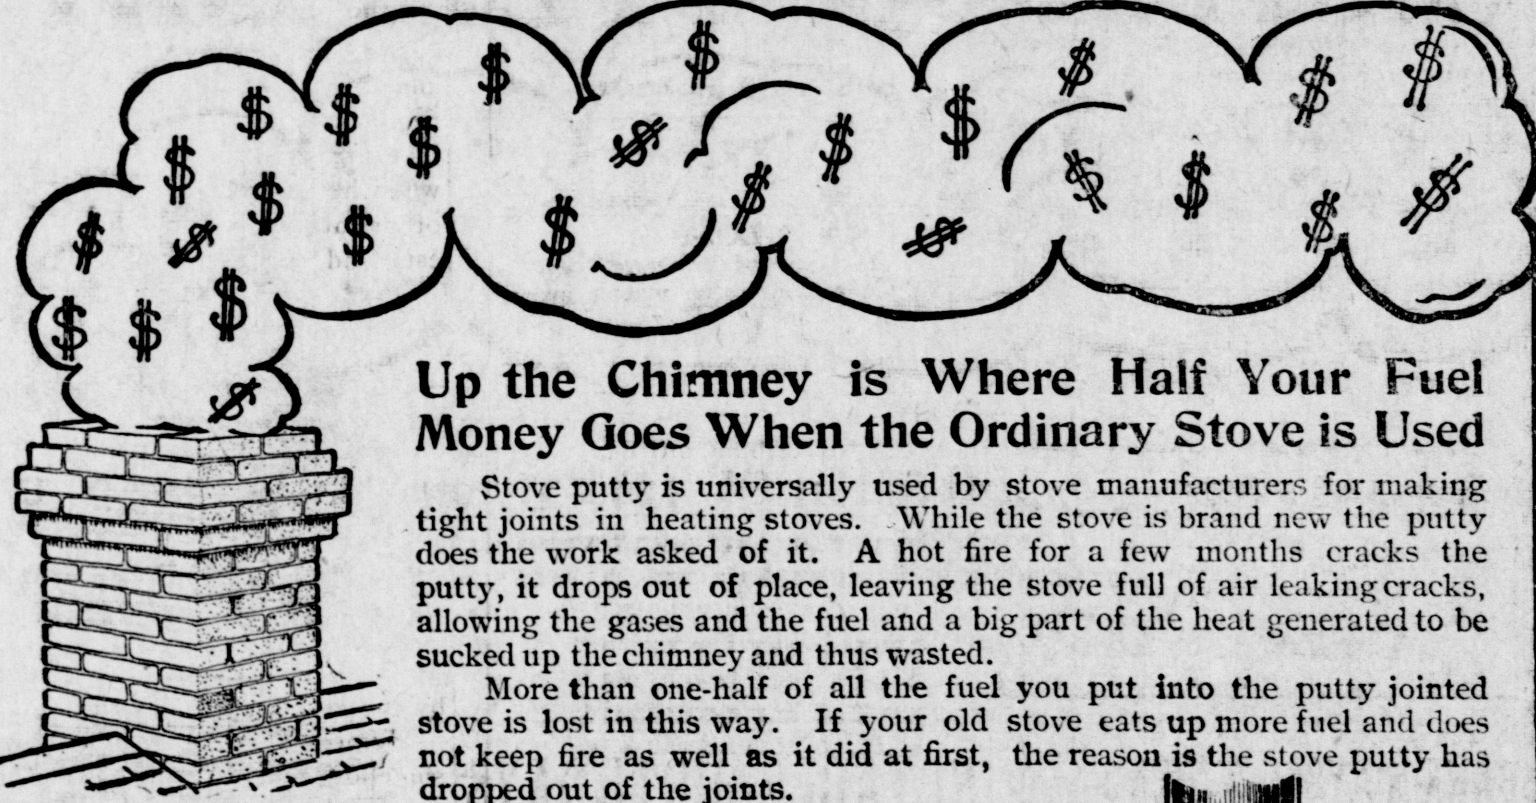 Up the Chimney is Where Half Your Fuel
Money Goes When the Ordinary Stove is Used
Stove putty is universally used by stove manufacturers for making
tight joints in heating stoves. While the stove is brand new the putty
does the work asked of it. A hot fire for a few months cracks the
putty, it drops out of place, leaving the stove full of air leaking cracks,
allowing the gases and the fuel and a big part of the heat generated to be
sucked up the chimney and thus wasted.
More than one-half of all the fuel you put into the putty jointed
stove is lost in this way. If your old stove eats up more fuel and does
not keep fire as well as it did at first, the reason is the stove putty has
dropped out of the joints.